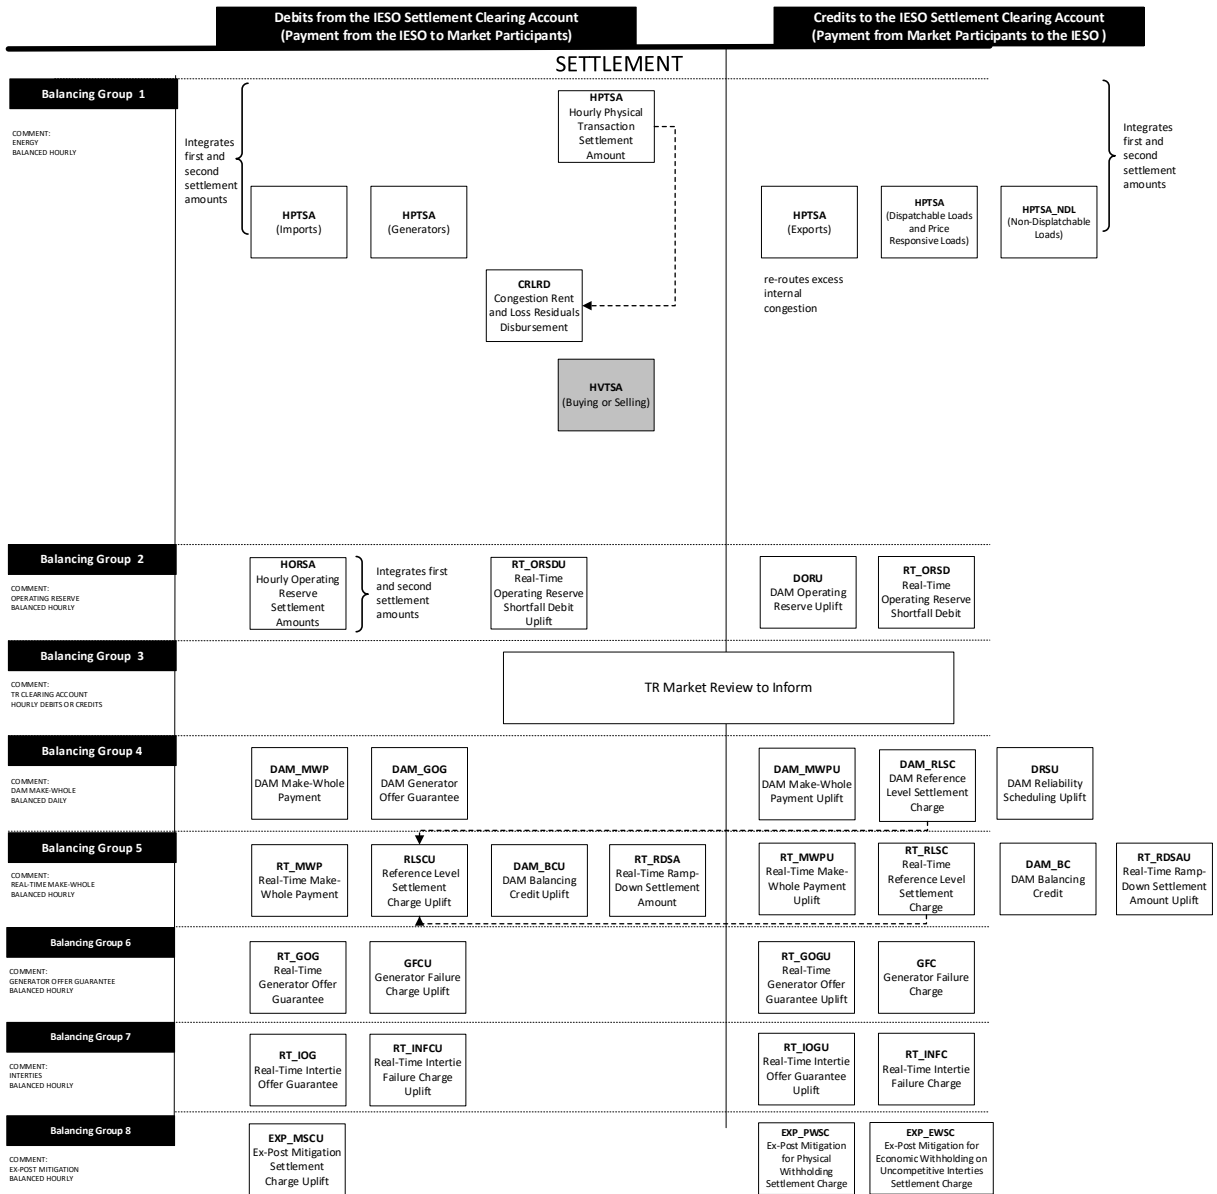 Debits from the IESO Settlement Clearing Account
(Payment from the IESO to Market Participants)
Credits to the IESO Settlement Clearing Account
(Payment from Market Participants to the IESO )
SETTLEMENT
Balancing Group 1
COMMENT:
ENERGY
BALANCED HOURLY
Integrates
first and
second
settlement
amounts
HPTSA
Hourly Physical
Transaction
Settlement
Amount
Integrates
first and
second
settlement
amounts
HPTSA
(Imports)
HPTSA
(Generators)
HPTSA
(Exports)
HPTSA
(Dispatchable Loads
and Price
Responsive Loads)
HPTSA_NDL
(Non-Displatchable
Loads)
CRLRD
Congestion Rent
and Loss Residuals
Disbursement
re-routes excess
internal
congestion
HVTSA
(Buying or Selling)
Balancing Group 2
COMMENT:
OPERATING RESERVE
BALANCED HOURLY
HORSA
Hourly Operating
Reserve
Settlement
Amounts
Integrates first
and second
settlement
amounts
RT_ORSDU
Real-Time
Operating Reserve
Shortfall Debit
Uplift
DORU
DAM Operating
Reserve Uplift
RT_ORSD
Real-Time
Operating Reserve
Shortfall Debit
Balancing Group 3
COMMENT:
TR CLEARING ACCOUNT
HOURLY DEBITS OR CREDITS
TR Market Review to Inform
Balancing Group 4
COMMENT:
DAM MAKE-WHOLE
BALANCED DAILY
DAM_MWP
DAM Make-Whole
Payment
DAM_GOG
DAM Generator
Offer Guarantee
DAM_MWPU
DAM Make-Whole
Payment Uplift
DAM_RLSC
DAM Reference
Level Settlement
Charge
DRSU
DAM Reliability
Scheduling Uplift
Balancing Group 5
COMMENT:
REAL-TIME MAKE-WHOLE
BALANCED HOURLY
RT_MWP
Real-Time Make-
Whole Payment
RLSCU
Reference Level
Settlement
Charge Uplift
DAM_BCU
DAM Balancing
Credit Uplift
RT_RDSA
Real-Time Ramp-
Down Settlement
Amount
RT_MWPU
Real-Time Make-
Whole Payment
Uplift
RT_RLSC
Real-Time
Reference Level
Settlement
Charge
DAM_BC
DAM Balancing
Credit
RT_RDSAU
Real-Time Ramp-
Down Settlement
Amount Uplift
Balancing Group 6
COMMENT:
GENERATOR OFFER GUARANTEE
BALANCED HOURLY
RT_GOG
Real-Time
Generator Offer
Guarantee
GFCU
Generator Failure
Charge Uplift
RT_GOGU
Real-Time
Generator Offer
Guarantee Uplift
GFC
Generator Failure
Charge
Balancing Group 7
COMMENT:
INTERTIES
BALANCED HOURLY
RT_IOG
Real-Time Intertie
Offer Guarantee
RT_INFCU
Real-Time Intertie
Failure Charge
Uplift
RT_IOGU
Real-Time Intertie
Offer Guarantee
Uplift
RT_INFC
Real-Time Intertie
Failure Charge
Balancing Group 8
COMMENT:
EX-POST MITIGATION
BALANCED HOURLY
EXP_MSCU
Ex-Post Mitigation
Settlement
Charge Uplift
EXP_PWSC
Ex-Post Mitigation
for Physical
Withholding
Settlement Charge
EXP_EWSC
Ex-Post Mitigation for
Economic Withholding on
Uncompetitive Interties
Settlement Charge